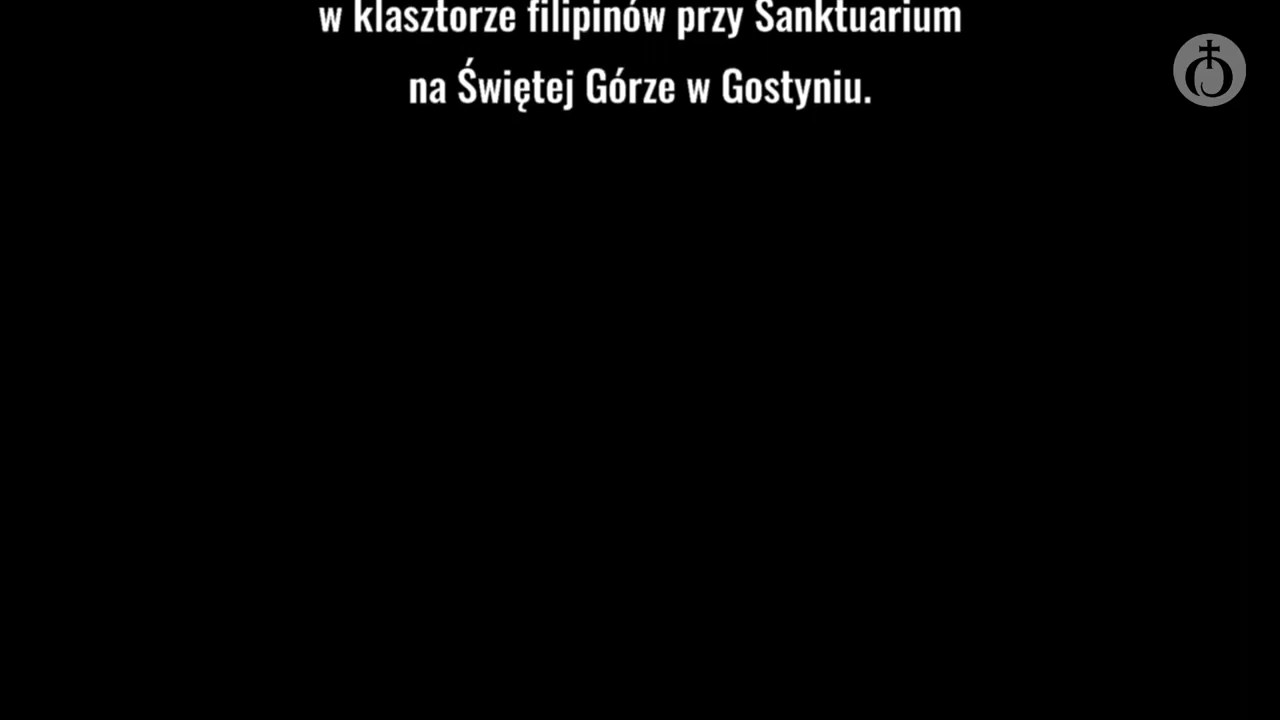 w klasztorze filipinów przy Sanktuarium
na Świętej Górze w Gostyniu.